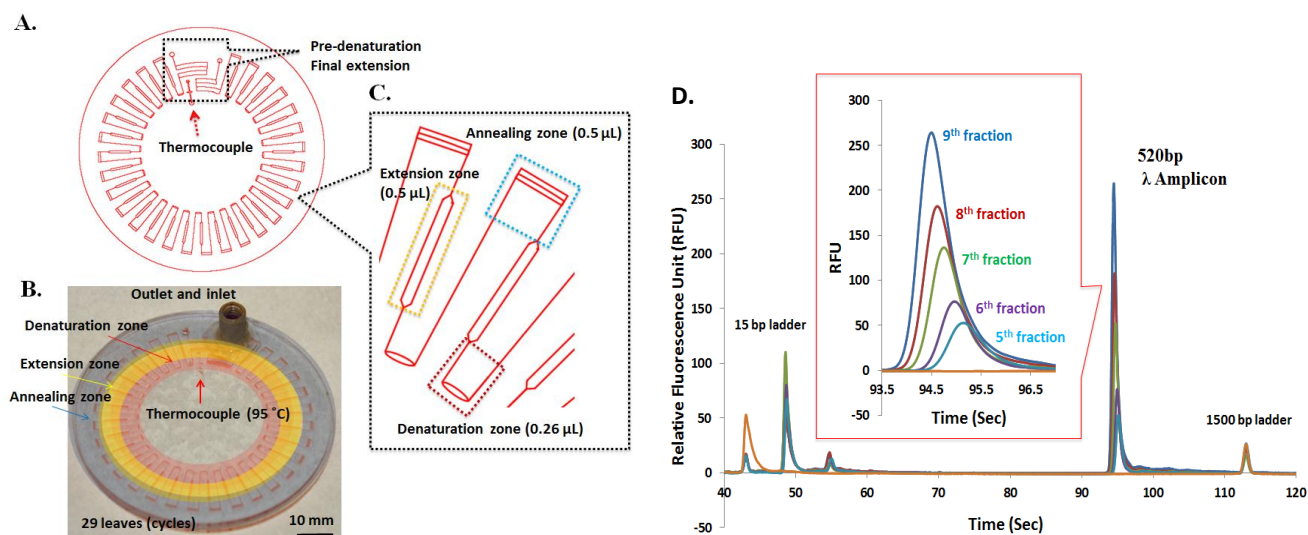 A.
Pre-denaturation
Final extension
Thermocouple
C.
Annealing zone (0.5 µL)
Extension zone
(0.5 µL)
Denaturation zone (0.26 µL)
B.
Outlet and inlet
Denaturation zone
Extension zone
Annealing zone
Thermocouple (95 ˚C)
29 leaves (cycles)
10 mm
D.
Relative Fluorescence Unit (RFU)
300
250
200
150
100
50
0
-50
40
50
60
70
80
90
100
110
120
Time (Sec)
15 bp ladder
520bp
λ Amplicon
1500 bp ladder
RFU
300
250
200
150
100
50
0
-50
93.5
94.5
95.5
96.5
Time (Sec)
9th fraction
8th fraction
7th fraction
6th fraction
5th fraction